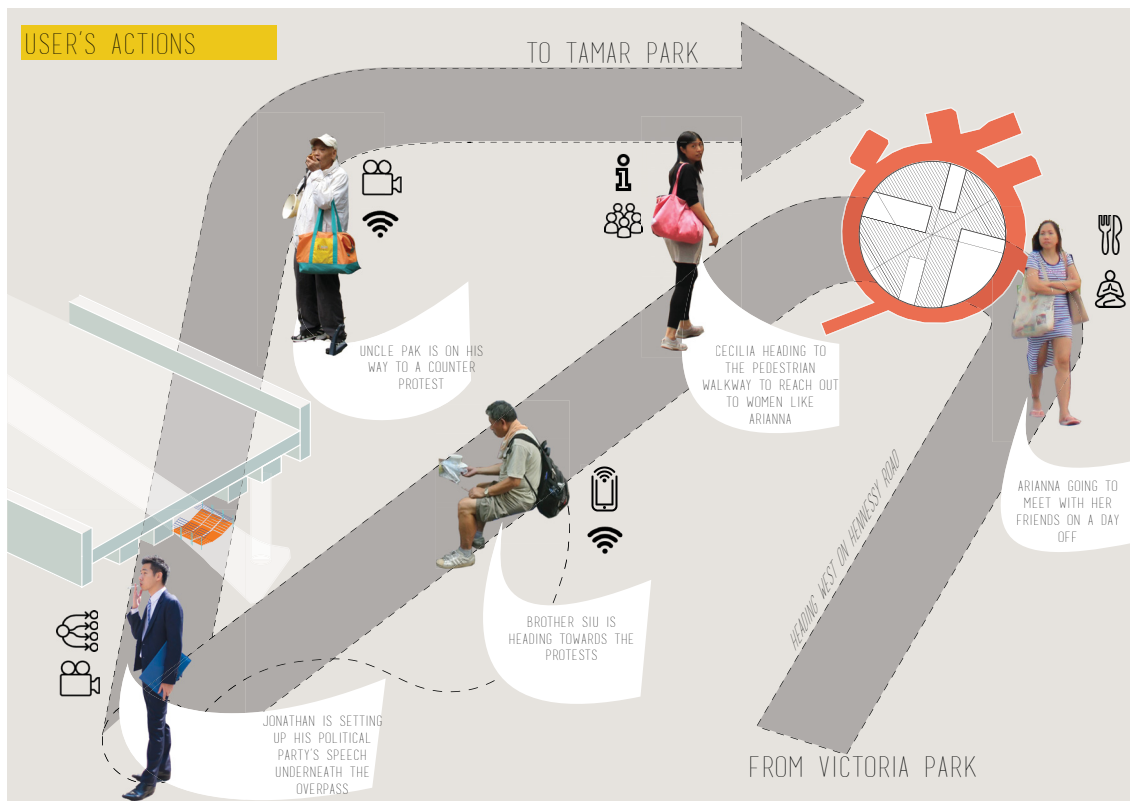 USER'S ACTIONS
TO TAMAR PARK
UNCLE PAK IS ON HIS
WAY TO A COUNTER
PROTEST
CECILIA HEADING TO
THE PEDESTRIAN
WALKWAY TO REACH OUT
TO WOMEN LIKE
ARIANNA
ARIANNA GOING TO
MEET WITH HER
FRIENDS ON A DAY
OFF
HEADING WEST ON HENNESSY ROAD
BROTHER SIU IS
HEADING TOWARDS THE
PROTESTS
JONATHAN IS SETTING
UP HIS POLITICAL
PARTY'S SPEECH
UNDERNEATH THE
OVERPASS
FROM VICTORIA PARK